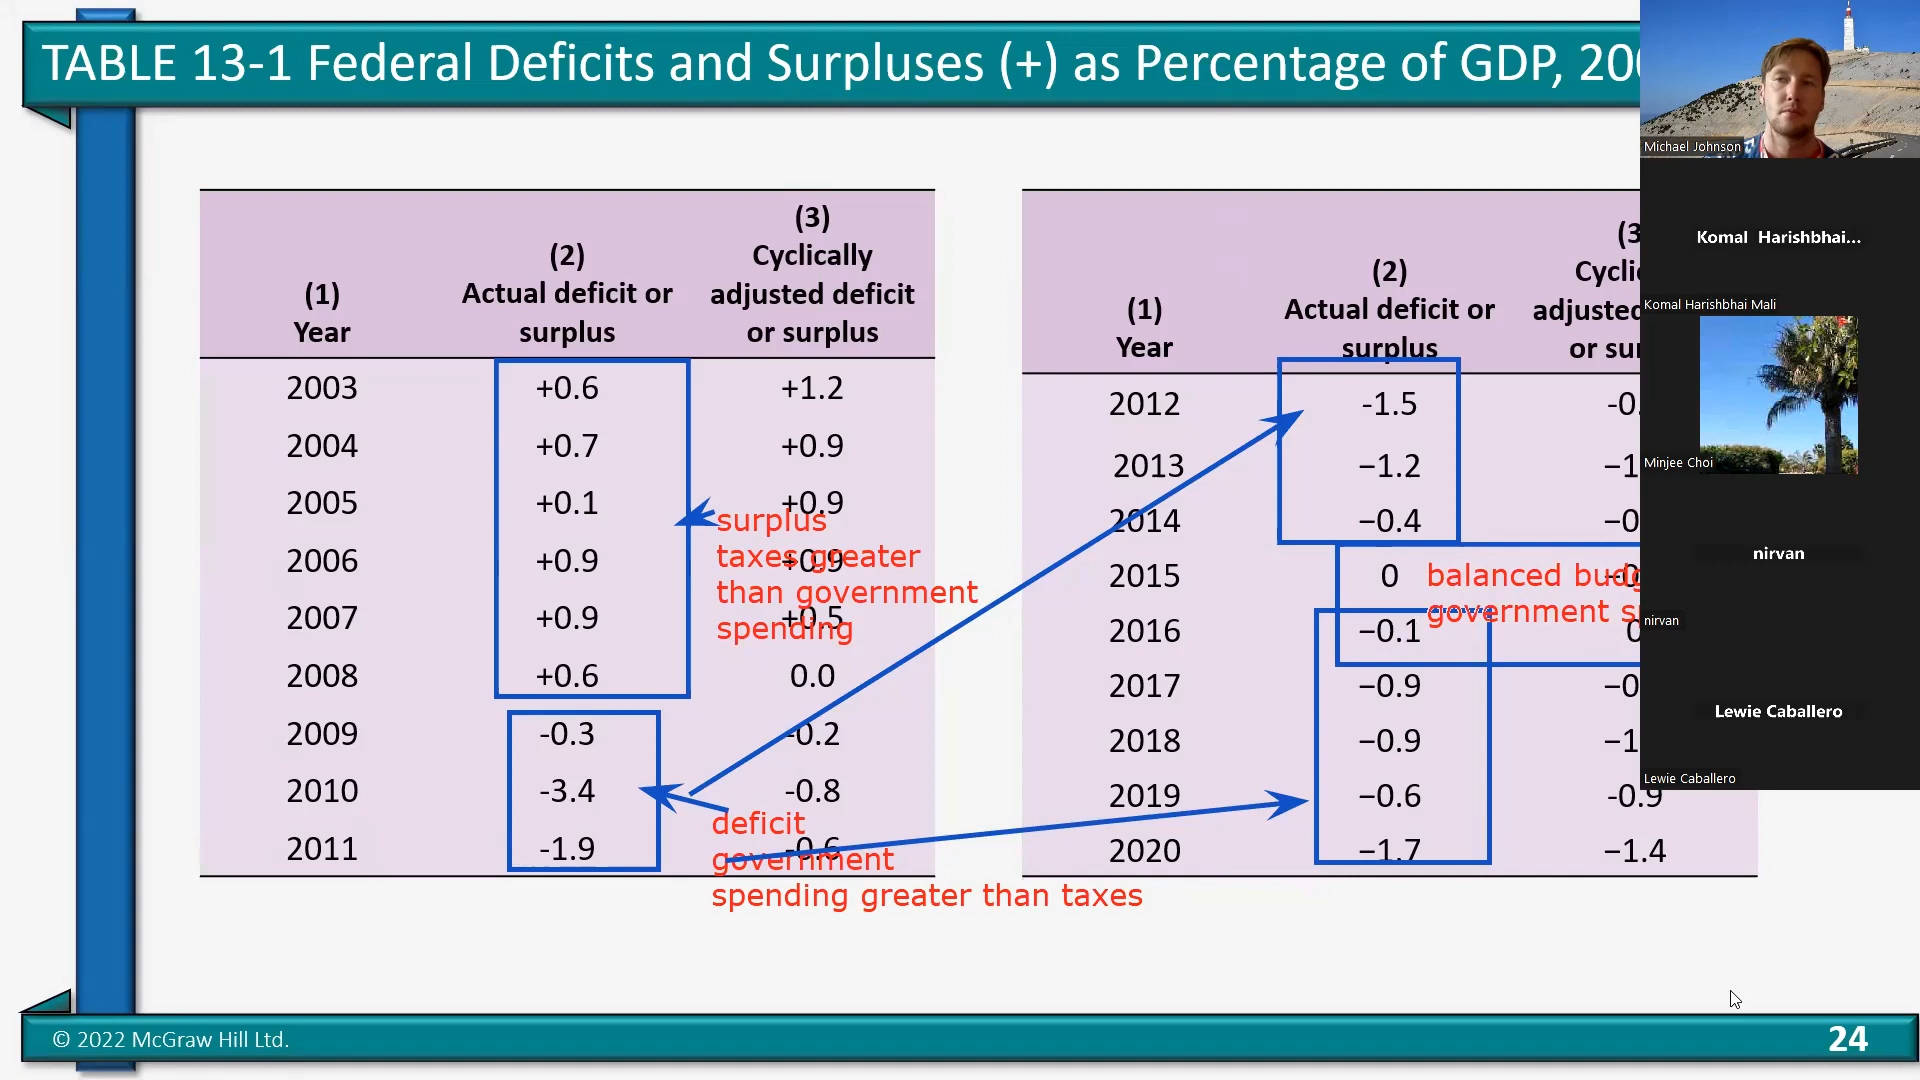 TABLE 13-1 Federal Deficits and Surpluses (+) as Percentage of GDP, 200
(1)
Year
(2)
Actual deficit or
surplus
(3)
Cyclically
adjusted deficit
or surplus
2003 +0.6 +1.2
2004 +0.7 +0.9
2005 +0.1 +0.9
2006 +0.9 +0.9
2007 +0.9 +0.5
2008 +0.6 0.0
2009 -0.3 -0.2
2010 -3.4 -0.8
2011 -1.9 -0.6
surplus
taxes greater
than government
spending
deficit
government
spending greater than taxes
(1)
Year
(2)
Actual deficit or
surplus
(3
Cyclic
adjusted
or sur
2012 -1.5 -0.
2013 −1.2 −1
2014 −0.4 −0
2015 0 −0
2016 −0.1 0
2017 −0.9 −0
2018 −0.9 −1
2019 −0.6 -0.9
2020 −1.7 −1.4
balanced budg
government s
Michael Johnson
Komal Harishbhai...
Komal Harishbhai Mali
Minjee Choi
nirvan
nirvan
Lewie Caballero
Lewie Caballero
© 2022 McGraw Hill Ltd.
24